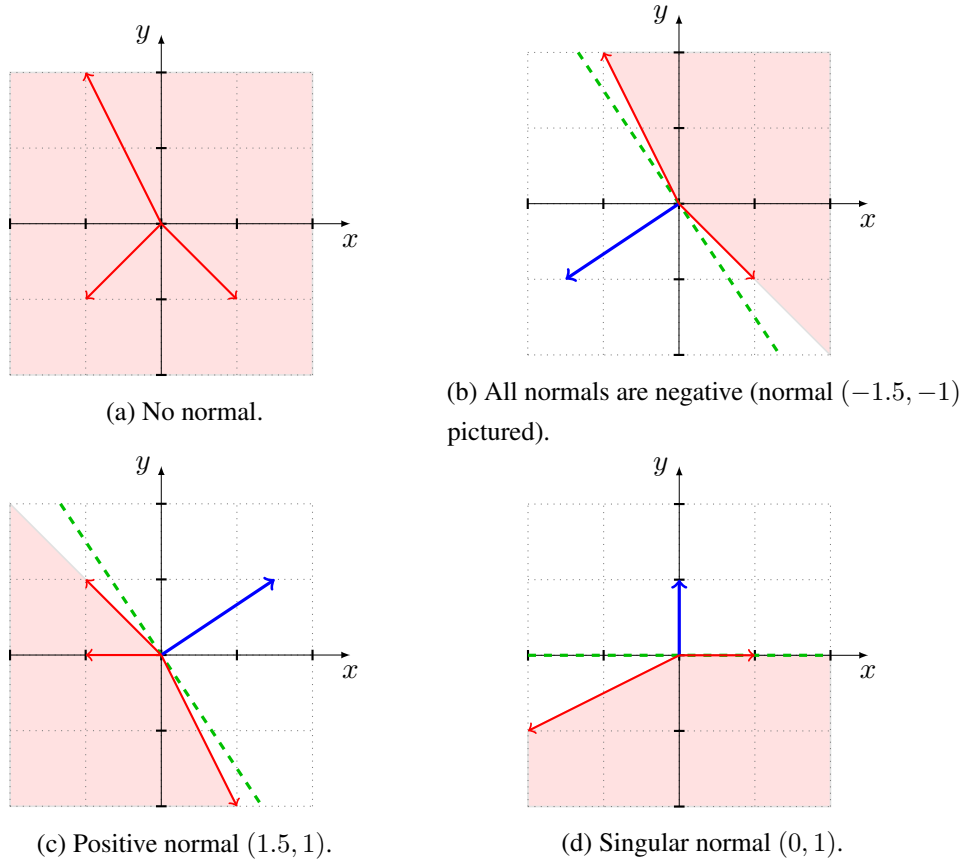 y
x
(a) No normal.
y
x
(b) All normals are negative (normal (−1.5, −1)
pictured).
y
x
(c) Positive normal (1.5, 1).
y
x
(d) Singular normal (0, 1).